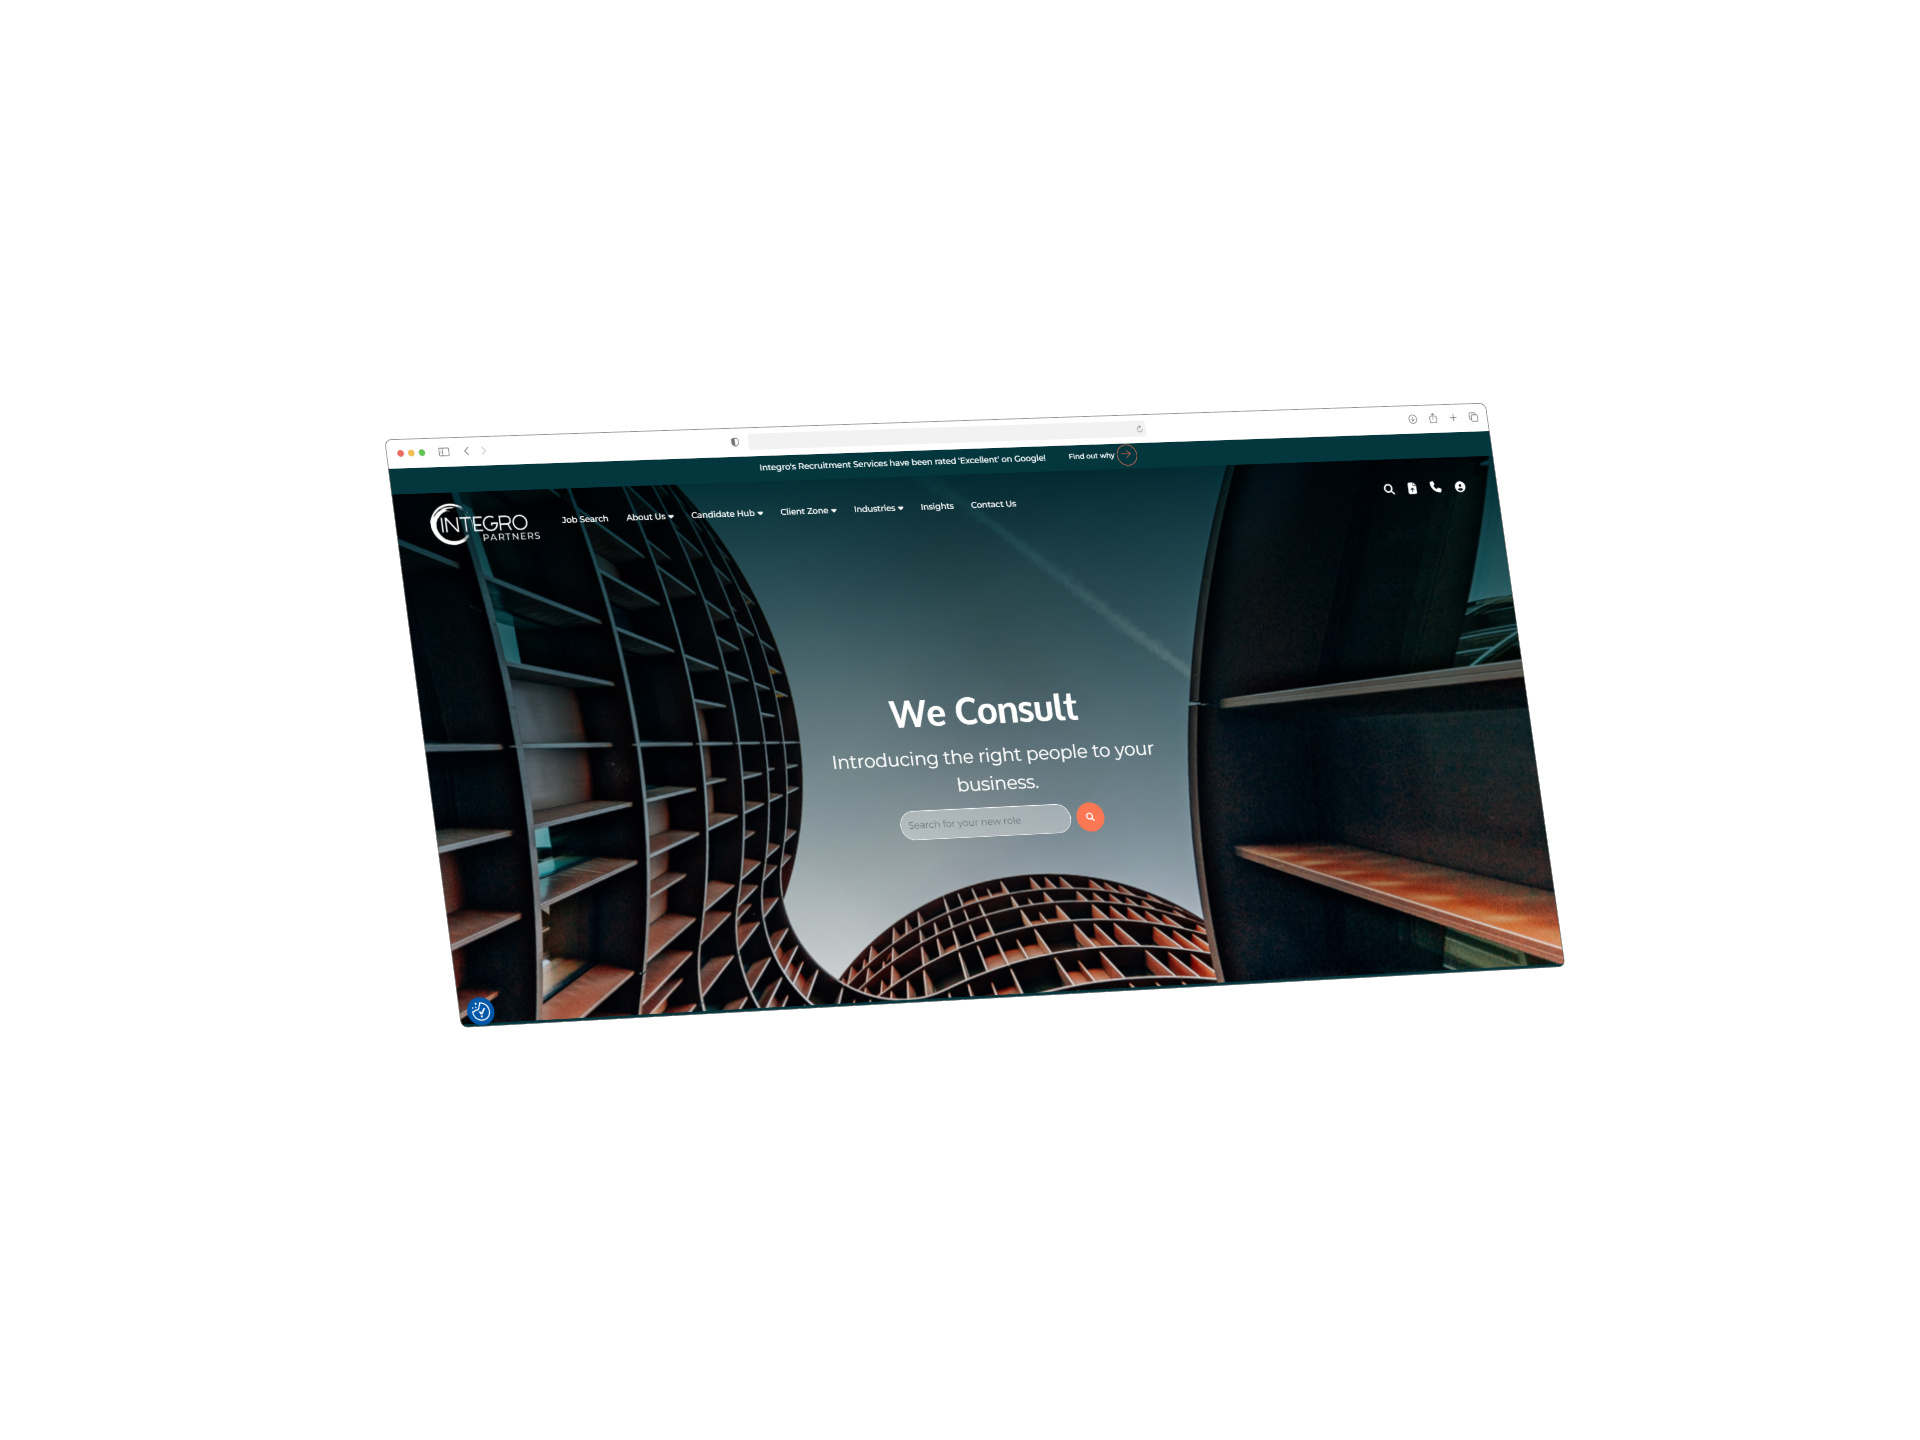 Integro's Recruitment Services have been rated 'Excellent' on Google! Find out why
INTEGRO
PARTNERS
Job Search About Us Candidate Hub Client Zone Industries Insights Contact Us
We Consult
Introducing the right people to your
business.
Search for your new role